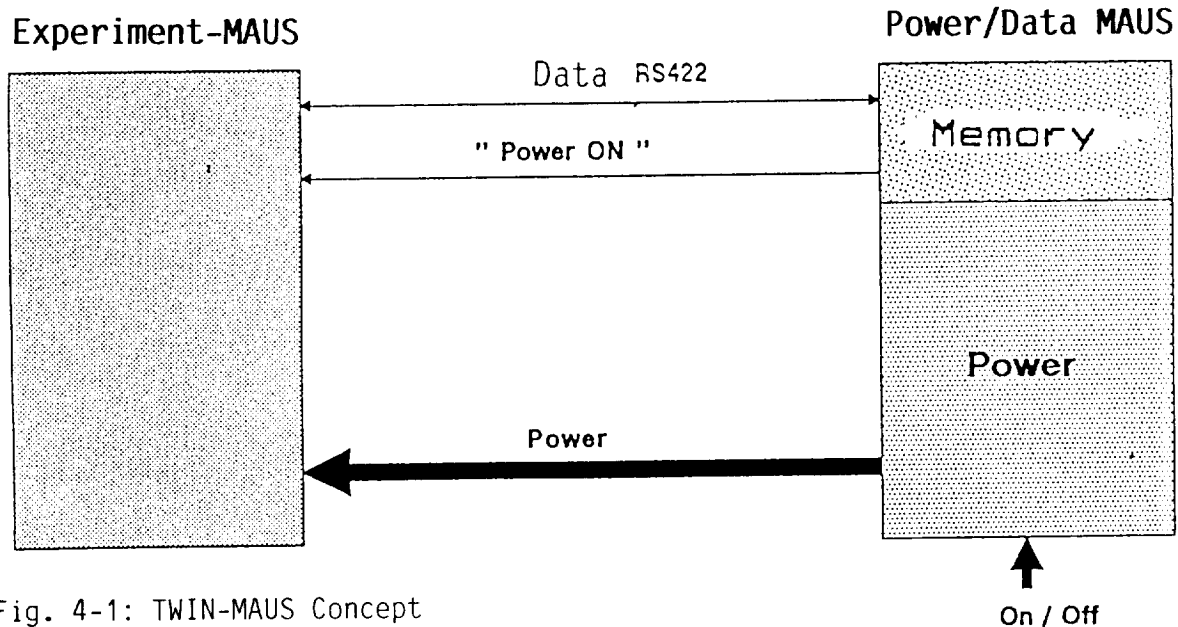 Experiment-MAUS
Power/Data MAUS
Data RS422
" Power ON "
Memory
Power
Power
Fig. 4-1: TWIN-MAUS Concept
On / Off